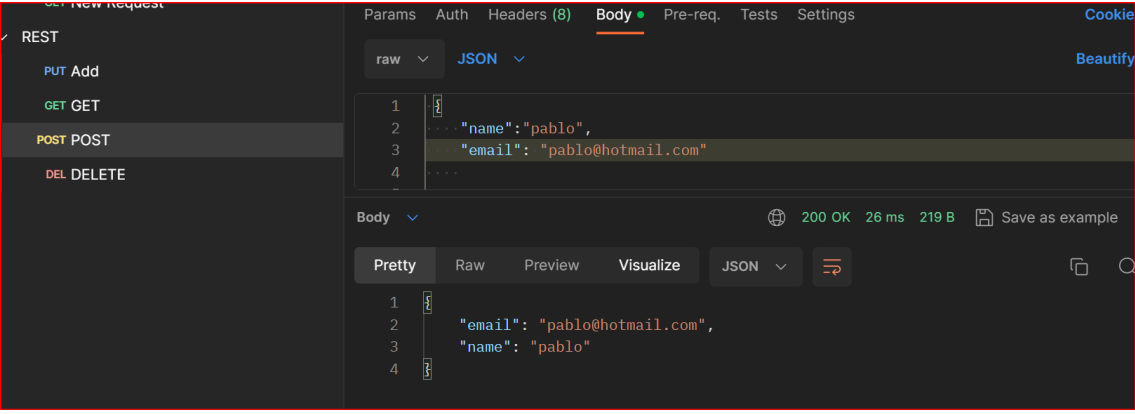 GET New Request
REST
PUT Add
GET GET
POST POST
DEL DELETE
Params Auth Headers (8) Body Pre-req. Tests Settings Cookie
raw JSON Beautify
1 {
2 "name":"pablo",
3 "email": "pablo@hotmail.com"
4
Body 200 OK 26 ms 219 B Save as example
Pretty Raw Preview Visualize JSON
1 {
2 "email": "pablo@hotmail.com",
3 "name": "pablo"
4 }